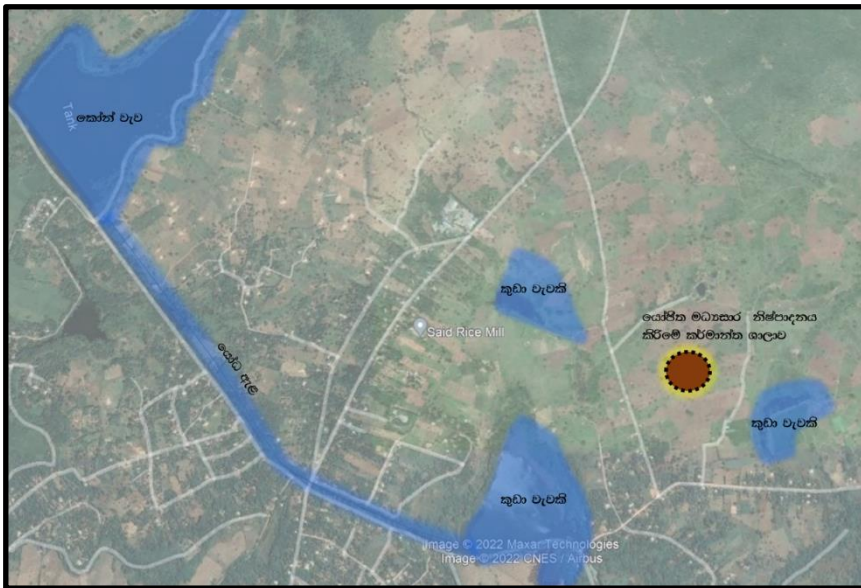 Tank
කෝන් වැව
කුඩා වැවකි
යෝජිත මධ්‍යසාර නිෂ්පාදනය
කිරීමේ කර්මාන්ත ශාලාව
Said Rice Mill
යෝධ ඇළ
කුඩා වැවකි
කුඩා වැවකි
Image © 2022 Maxar Technologies
Image © 2022 CNES / Airbus